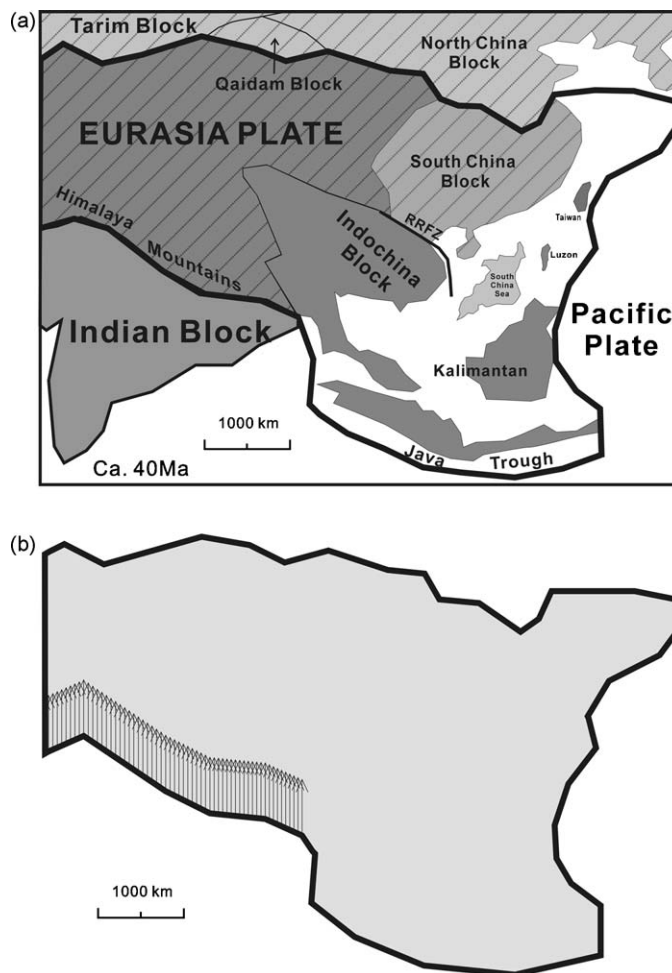 (a)
Tarim Block
North China
Block
Qaidam Block
EURASIA PLATE
South China
Block
Himalaya
Mountains
RRFZ
Indochina
Block
Taiwan
Luzon
South
China
Sea
Indian Block
Pacific
Plate
Kalimantan
1000 km
Java Trough
Ca. 40Ma
(b)
1000 km